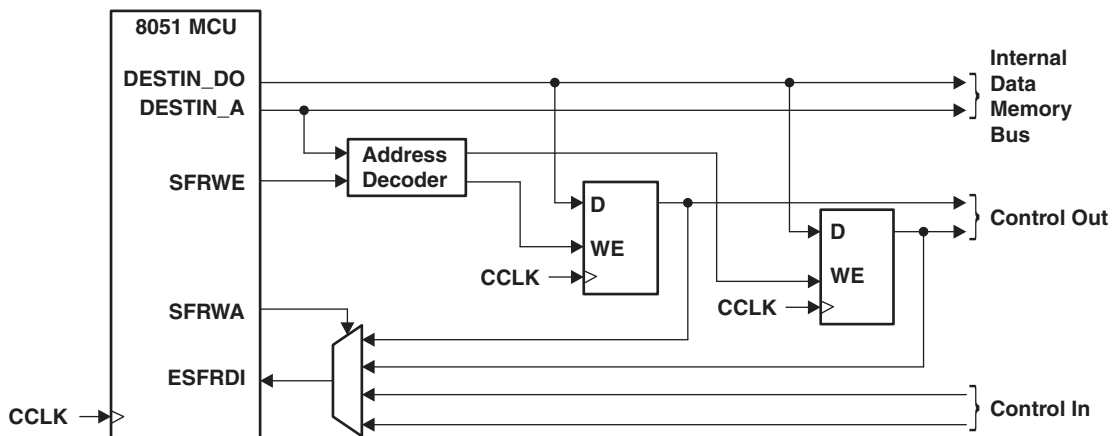 8051 MCU
DESTIN_DO
DESTIN_A
SFRWE
SFRWA
ESFRDI
CCLK
Address
Decoder
D
WE
CCLK
D
WE
CCLK
Internal
Data
Memory
Bus
Control Out
Control In